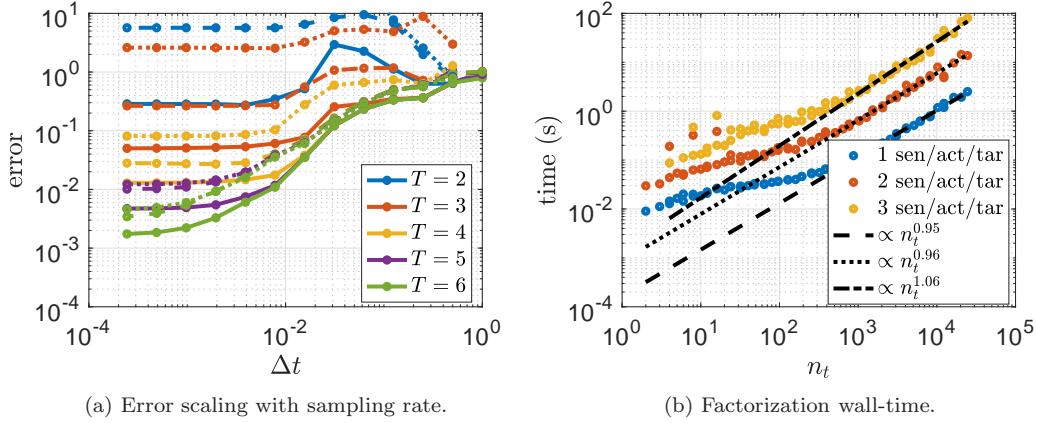 10^1
10^0
10^{-1}
10^{-2}
10^{-3}
10^{-4}
error
T = 2
T = 3
T = 4
T = 5
T = 6
10^{-4}
10^{-2}
10^0
Δt
(a) Error scaling with sampling rate.
10^2
10^0
10^{-2}
10^{-4}
time (s)
1 sen/act/tar
2 sen/act/tar
3 sen/act/tar
∝ n_t^{0.95}
∝ n_t^{0.96}
∝ n_t^{1.06}
10^0
10^1
10^2
10^3
10^4
10^5
n_t
(b) Factorization wall-time.